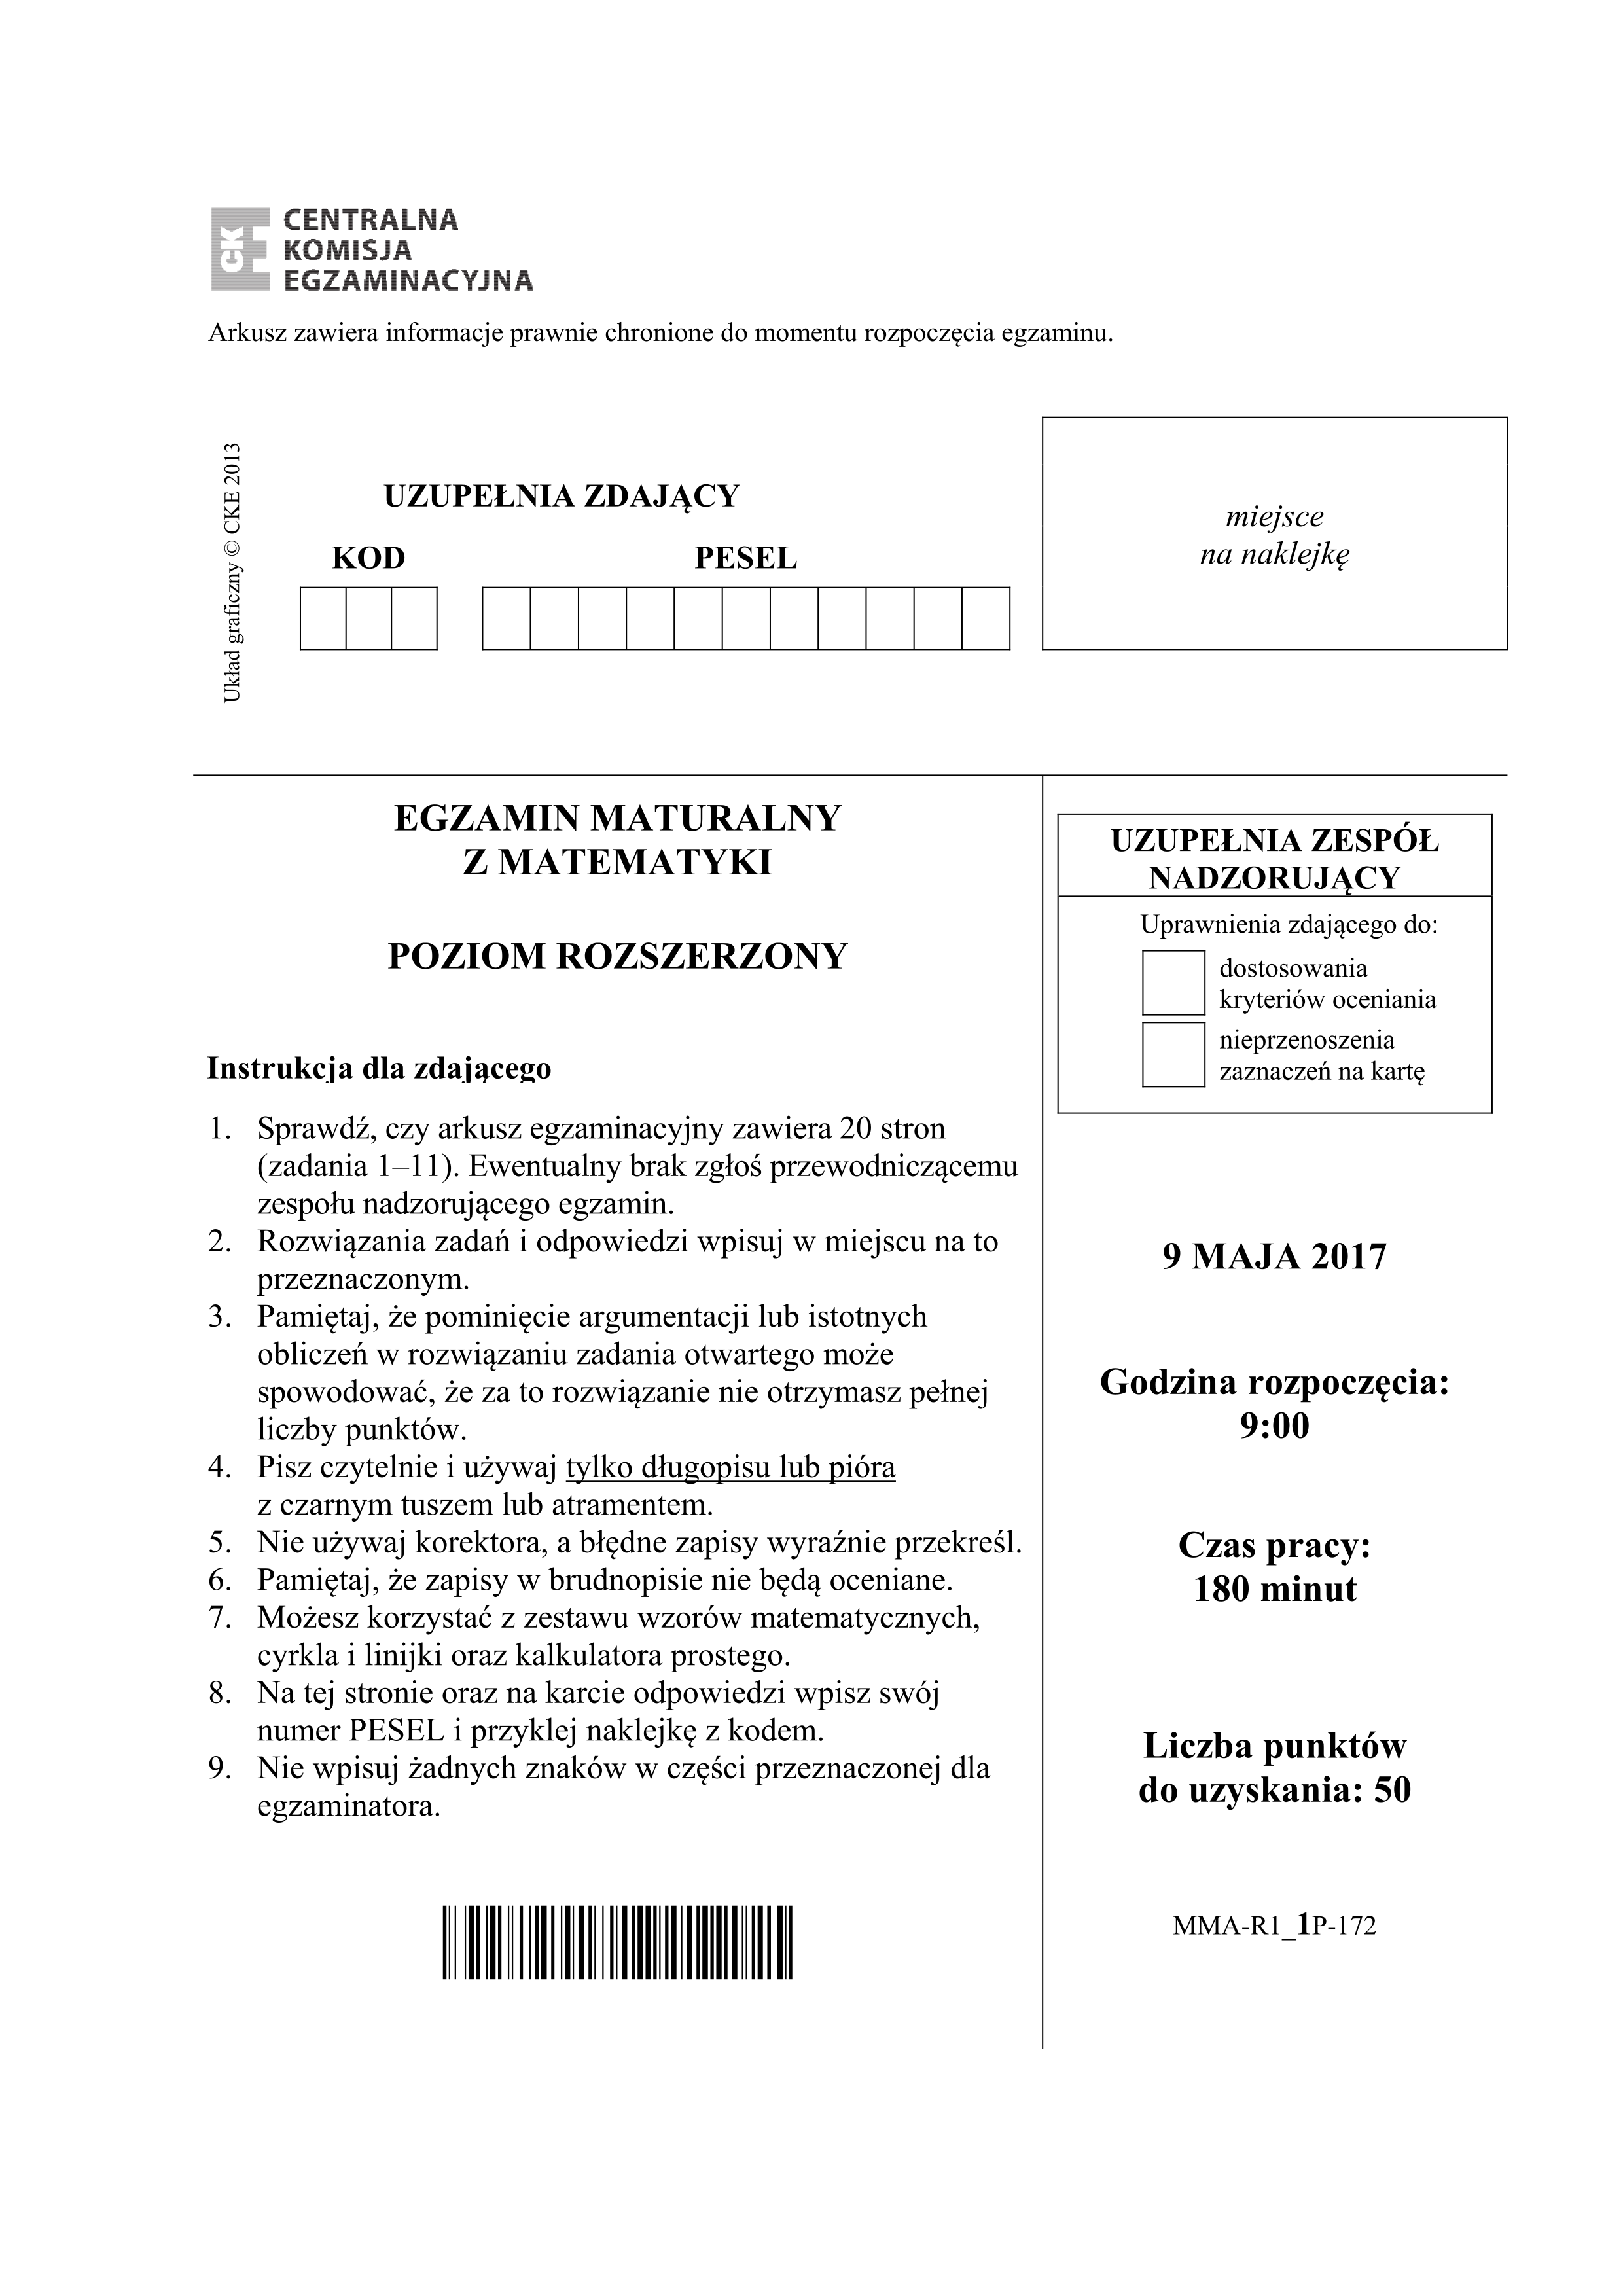 CK
CENTRALNA
KOMISJA
EGZAMINACYJNA
Arkusz zawiera informacje prawnie chronione do momentu rozpoczęcia egzaminu.
Układ graficzny © CKE 2013
UZUPEŁNIA ZDAJĄCY
KOD PESEL
miejsce
na naklejkę
EGZAMIN MATURALNY
Z MATEMATYKI
POZIOM ROZSZERZONY
Instrukcja dla zdającego
1. Sprawdź, czy arkusz egzaminacyjny zawiera 20 stron
(zadania 1–11). Ewentualny brak zgłoś przewodniczącemu
zespołu nadzorującego egzamin.
2. Rozwiązania zadań i odpowiedzi wpisuj w miejscu na to
przeznaczonym.
3. Pamiętaj, że pominięcie argumentacji lub istotnych
obliczeń w rozwiązaniu zadania otwartego może
spowodować, że za to rozwiązanie nie otrzymasz pełnej
liczby punktów.
4. Pisz czytelnie i używaj tylko długopisu lub pióra
z czarnym tuszem lub atramentem.
5. Nie używaj korektora, a błędne zapisy wyraźnie przekreśl.
6. Pamiętaj, że zapisy w brudnopisie nie będą oceniane.
7. Możesz korzystać z zestawu wzorów matematycznych,
cyrkla i linijki oraz kalkulatora prostego.
8. Na tej stronie oraz na karcie odpowiedzi wpisz swój
numer PESEL i przyklej naklejkę z kodem.
9. Nie wpisuj żadnych znaków w części przeznaczonej dla
egzaminatora.
UZUPEŁNIA ZESPÓŁ
NADZORUJĄCY
Uprawnienia zdającego do:
dostosowania
kryteriów oceniania
nieprzenoszenia
zaznaczeń na kartę
9 MAJA 2017
Godzina rozpoczęcia:
9:00
Czas pracy:
180 minut
Liczba punktów
do uzyskania: 50
MMA-R1_1P-172